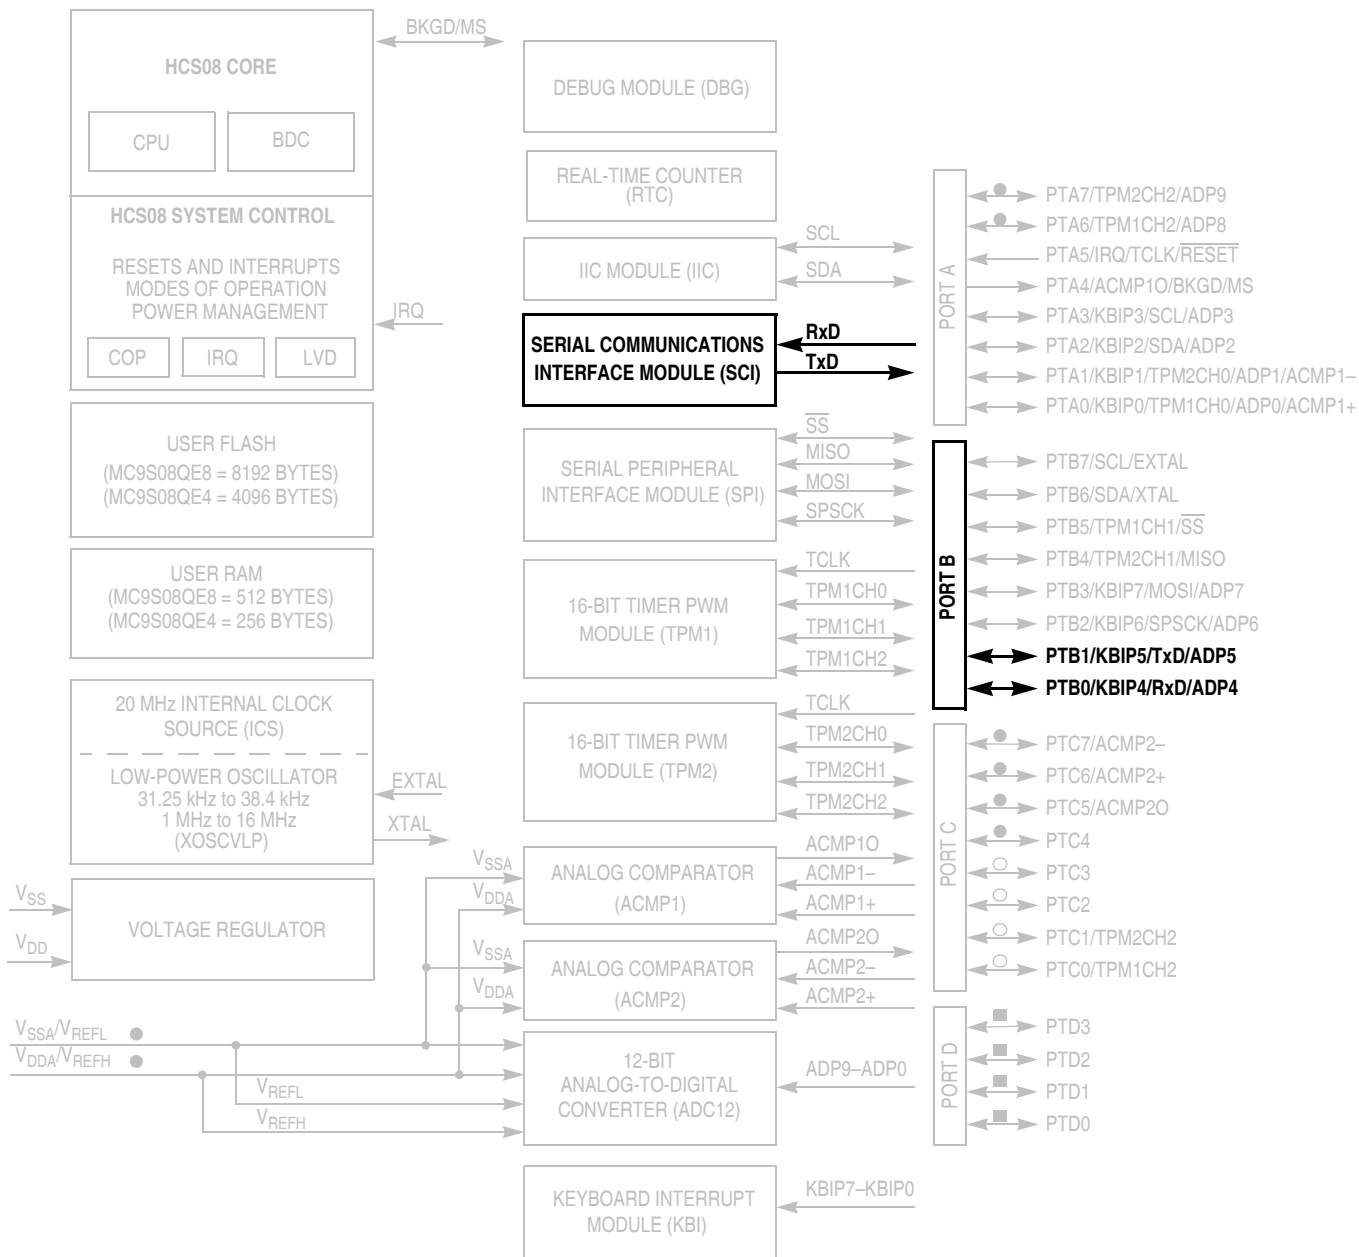 HCS08 CORE
CPU
BDC
BKGD/MS
HCS08 SYSTEM CONTROL
RESETS AND INTERRUPTS
MODES OF OPERATION
POWER MANAGEMENT
COP
IRQ
LVD
IRQ
USER FLASH
(MC9S08QE8 = 8192 BYTES)
(MC9S08QE4 = 4096 BYTES)
USER RAM
(MC9S08QE8 = 512 BYTES)
(MC9S08QE4 = 256 BYTES)
20 MHz INTERNAL CLOCK
SOURCE (ICS)
LOW-POWER OSCILLATOR
31.25 kHz to 38.4 kHz
1 MHz to 16 MHz
(XOSCVLP)
EXTAL
XTAL
VSS
VDD
VOLTAGE REGULATOR
VSSA/VREFL
VDDA/VREFH
VREFL
VREFH
DEBUG MODULE (DBG)
REAL-TIME COUNTER
(RTC)
IIC MODULE (IIC)
SCL
SDA
SERIAL COMMUNICATIONS
INTERFACE MODULE (SCI)
RxD
TxD
SERIAL PERIPHERAL
INTERFACE MODULE (SPI)
SS
MISO
MOSI
SPSCK
16-BIT TIMER PWM
MODULE (TPM1)
TCLK
TPM1CH0
TPM1CH1
TPM1CH2
16-BIT TIMER PWM
MODULE (TPM2)
TCLK
TPM2CH0
TPM2CH1
TPM2CH2
VSSA
VDDA
ANALOG COMPARATOR
(ACMP1)
ACMP1O
ACMP1–
ACMP1+
VSSA
VDDA
ANALOG COMPARATOR
(ACMP2)
ACMP2O
ACMP2–
ACMP2+
12-BIT
ANALOG-TO-DIGITAL
CONVERTER (ADC12)
ADP9–ADP0
KEYBOARD INTERRUPT
MODULE (KBI)
KBIP7–KBIP0
PORT A
PTA7/TPM2CH2/ADP9
PTA6/TPM1CH2/ADP8
PTA5/IRQ/TCLK/RESET
PTA4/ACMP1O/BKGD/MS
PTA3/KBIP3/SCL/ADP3
PTA2/KBIP2/SDA/ADP2
PTA1/KBIP1/TPM2CH0/ADP1/ACMP1–
PTA0/KBIP0/TPM1CH0/ADP0/ACMP1+
PORT B
PTB7/SCL/EXTAL
PTB6/SDA/XTAL
PTB5/TPM1CH1/SS
PTB4/TPM2CH1/MISO
PTB3/KBIP7/MOSI/ADP7
PTB2/KBIP6/SPSCK/ADP6
PTB1/KBIP5/TxD/ADP5
PTB0/KBIP4/RxD/ADP4
PORT C
PTC7/ACMP2–
PTC6/ACMP2+
PTC5/ACMP2O
PTC4
PTC3
PTC2
PTC1/TPM2CH2
PTC0/TPM1CH2
PORT D
PTD3
PTD2
PTD1
PTD0